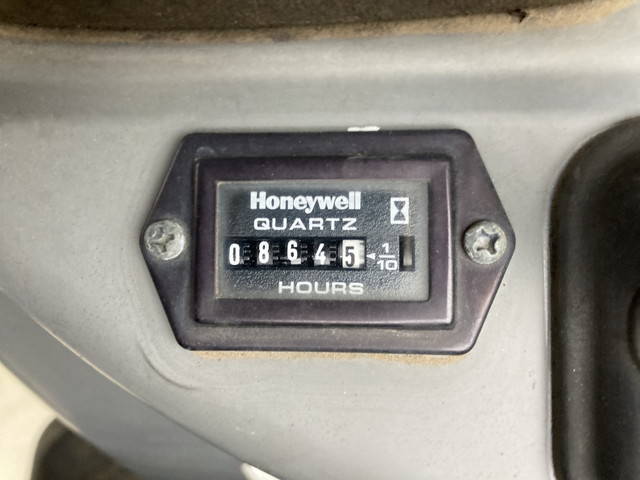 Honeywell
QUARTZ
08645 ◄ 1/10
HOURS